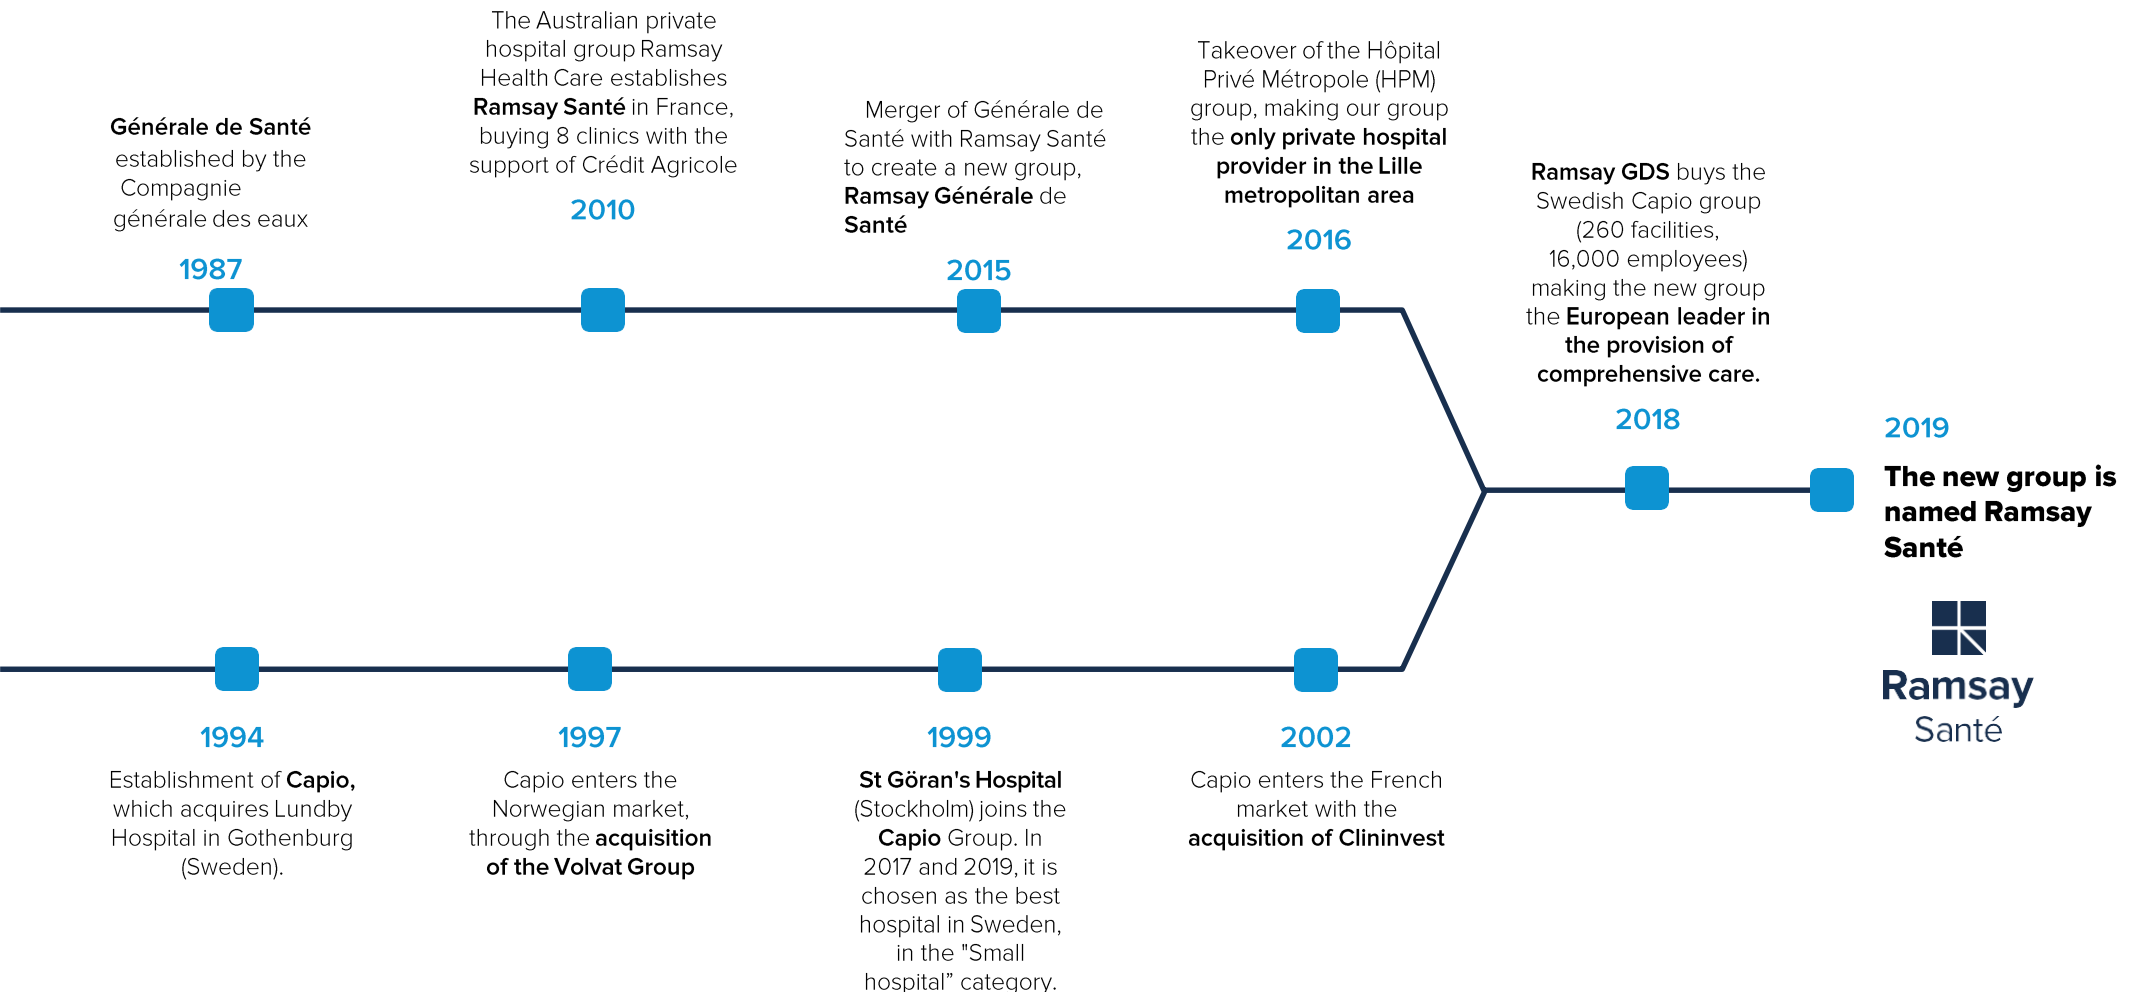 Générale de Santé
established by the
Compagnie
générale des eaux
1987
The Australian private
hospital group Ramsay
Health Care establishes
Ramsay Santé in France,
buying 8 clinics with the
support of Crédit Agricole
2010
Merger of Générale de
Santé with Ramsay Santé
to create a new group,
Ramsay Générale de
Santé
2015
Takeover of the Hôpital
Privé Métropole (HPM)
group, making our group
the only private hospital
provider in the Lille
metropolitan area
2016
Ramsay GDS buys the
Swedish Capio group
(260 facilities,
16,000 employees)
making the new group
the European leader in
the provision of
comprehensive care.
2018
2019
The new group is
named Ramsay
Santé
Ramsay
Santé
1994
Establishment of Capio,
which acquires Lundby
Hospital in Gothenburg
(Sweden).
1997
Capio enters the
Norwegian market,
through the acquisition
of the Volvat Group
1999
St Göran's Hospital
(Stockholm) joins the
Capio Group. In
2017 and 2019, it is
chosen as the best
hospital in Sweden,
in the "Small
hospital” category.
2002
Capio enters the French
market with the
acquisition of Clininvest